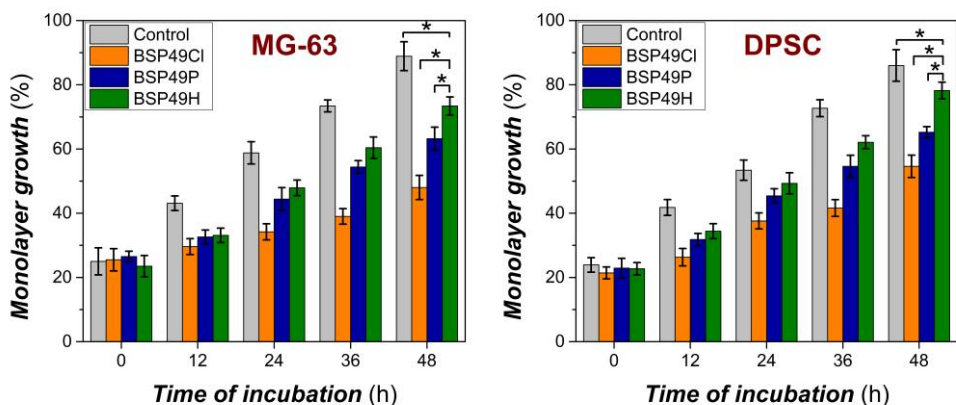 MG-63
Control
BSP49Cl
BSP49P
BSP49H
* 
*
*
100
80
60
40
20
0
Monolayer growth (%)
0 12 24 36 48
Time of incubation (h)
DPSC
Control
BSP49Cl
BSP49P
BSP49H
*
*
*
100
80
60
40
20
0
Monolayer growth (%)
0 12 24 36 48
Time of incubation (h)